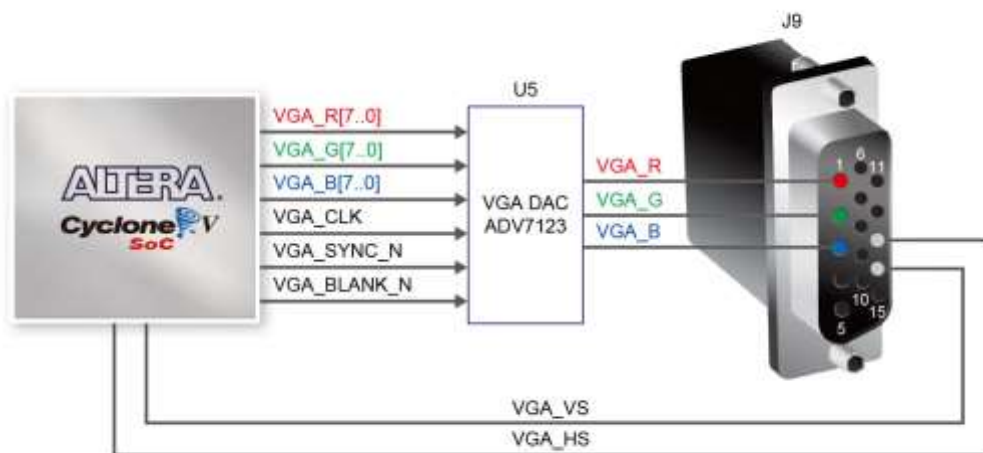 J9
U5
VGA_R[7..0]
VGA_G[7..0]
VGA_B[7..0]
VGA_CLK
VGA_SYNC_N
VGA_BLANK_N
ALTERA.
Cyclone V
SoC
VGA DAC
ADV7123
VGA_R
VGA_G
VGA_B
1
6
11
10
15
5
VGA_VS
VGA_HS